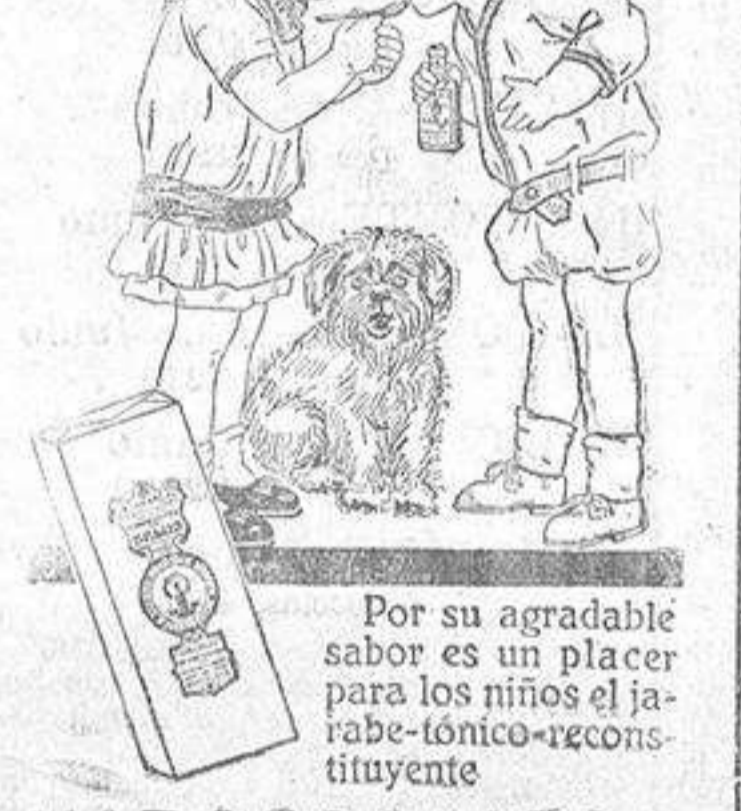 Por su agradable
sabor es un placer
para los niños el ja-
rabe-tónico-recons-
tituyente